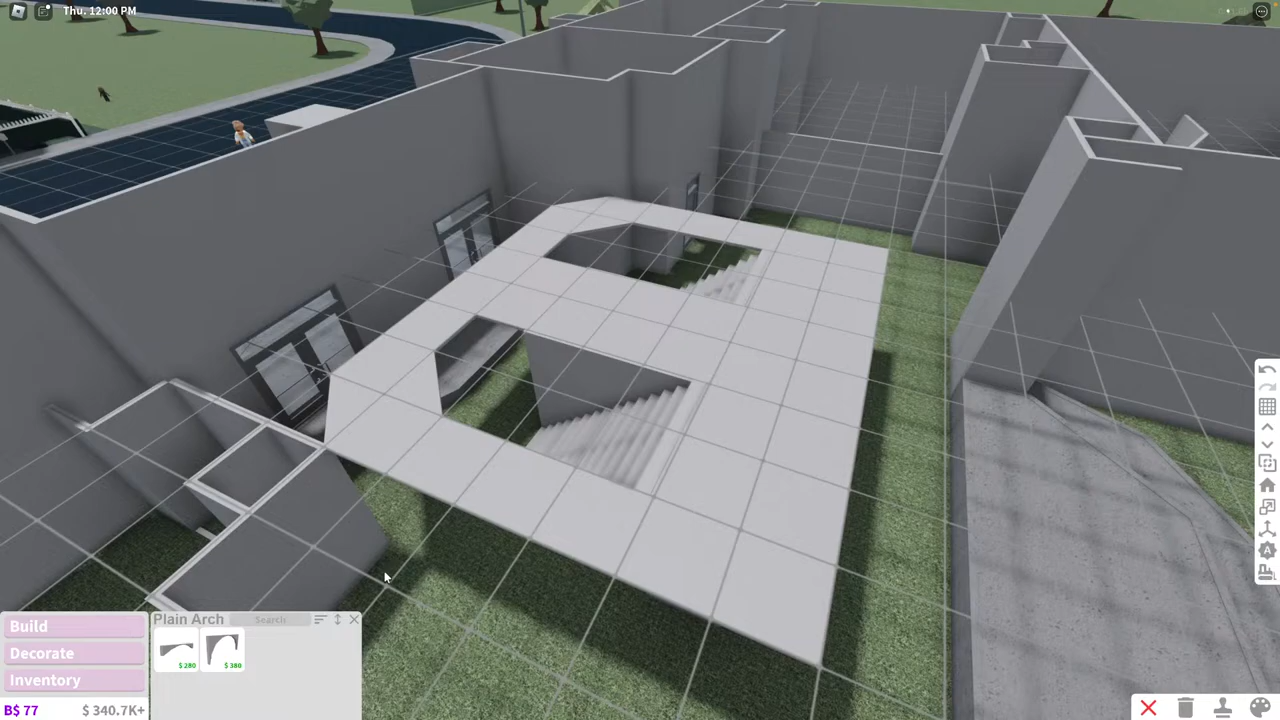 Thu. 12:00 PM
Build
Decorate
Inventory
B$ 77 $ 340.7K+
Plain Arch Search
$ 280 $ 380
A